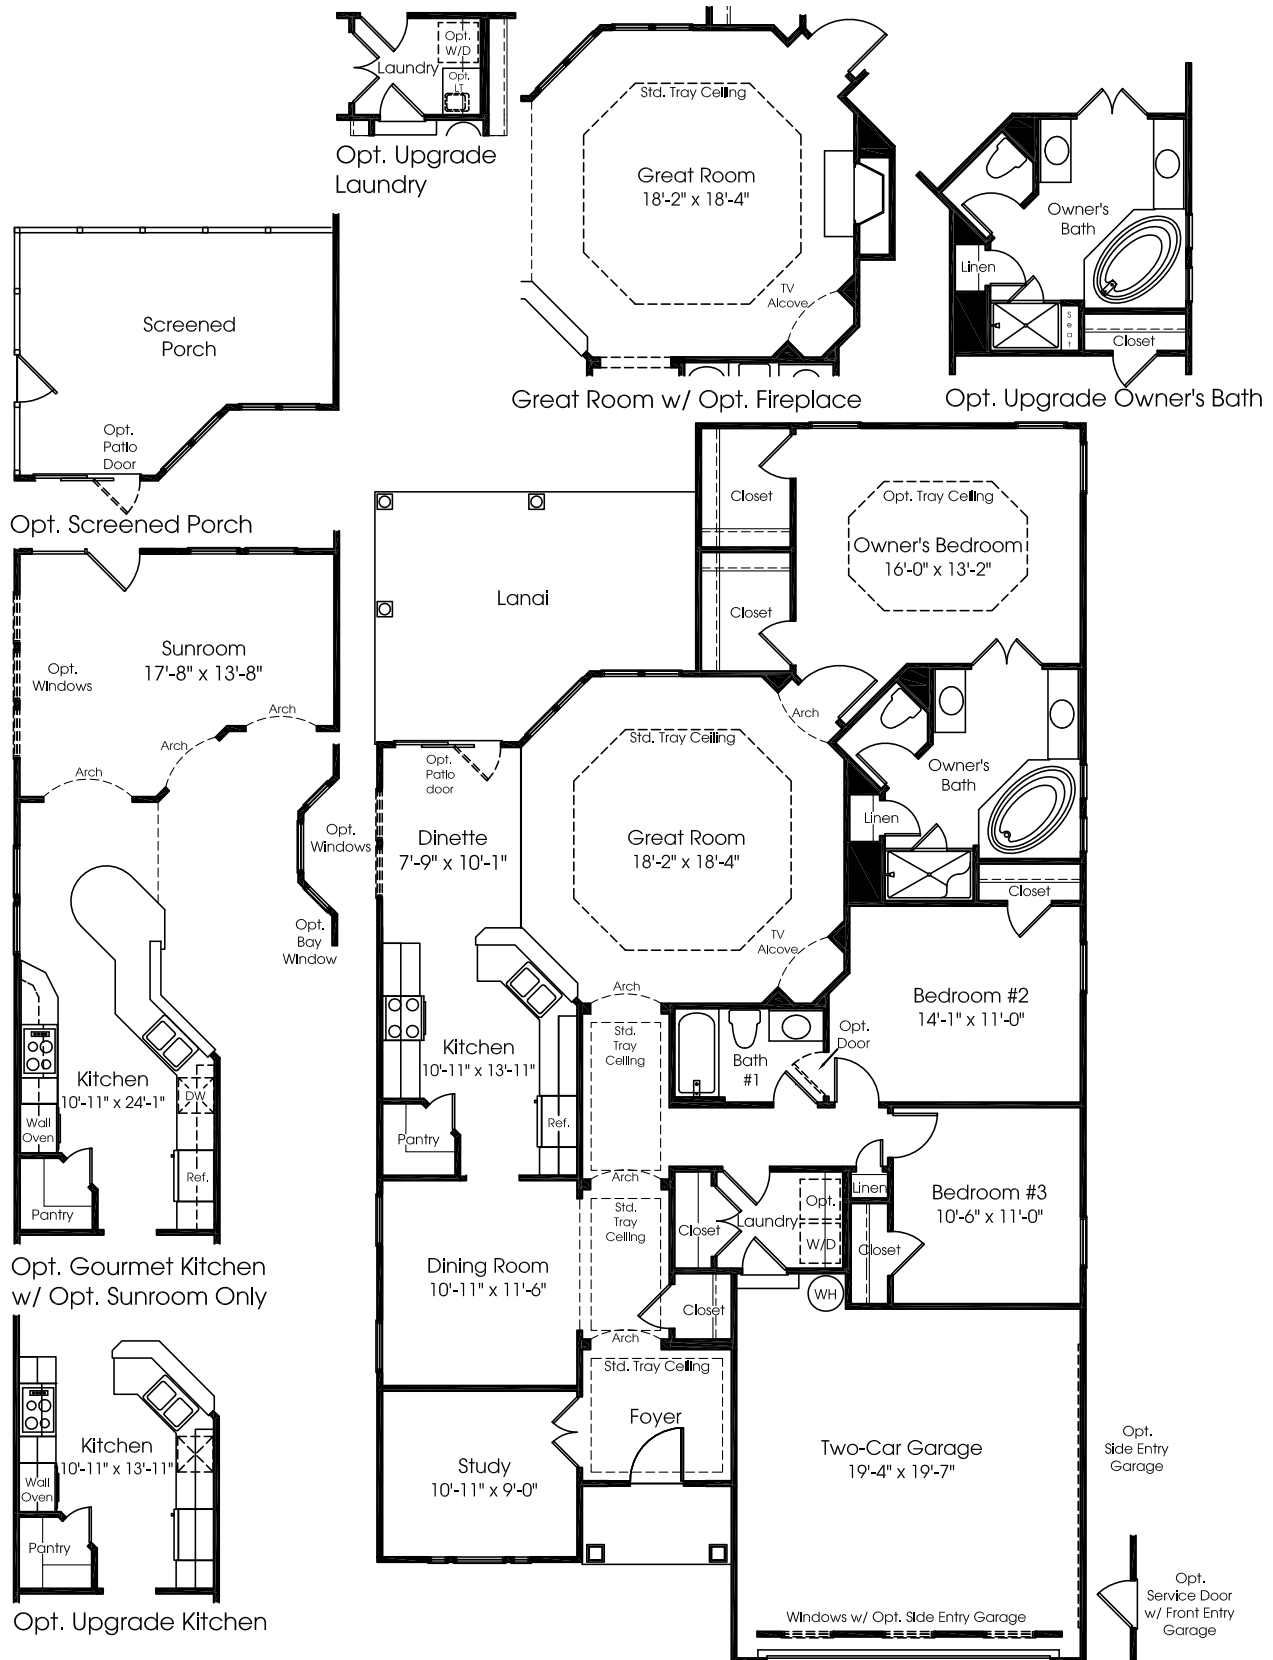 Opt.
W/D
Laundry
Opt.
LT
Opt. Upgrade
Laundry
Std. Tray Ceiling
Great Room
18'-2" x 18'-4"
TV
Alcove
Great Room w/ Opt. Fireplace
Owner's
Bath
Linen
Seat
Closet
Opt. Upgrade Owner's Bath
Screened
Porch
Opt.
Patio
Door
Opt. Screened Porch
Sunroom
17'-8" x 13'-8"
Opt.
Windows
Arch
Arch
Arch
Opt.
Windows
Opt.
Bay
Window
Kitchen
10'-11" x 24'-1"
DW
Wall
Oven
Ref.
Pantry
Opt. Gourmet Kitchen
w/ Opt. Sunroom Only
Kitchen
10'-11" x 13'-11"
Wall
Oven
Pantry
Opt. Upgrade Kitchen
Closet
Opt. Tray Ceiling
Owner's Bedroom
16'-0" x 13'-2"
Lanai
Closet
Arch
Std. Tray Ceiling
Opt.
Patio
door
Owner's
Bath
Linen
Dinette
7'-9" x 10'-1"
Great Room
18'-2" x 18'-4"
Closet
TV
Alcove
Arch
Bedroom #2
14'-1" x 11'-0"
Std.
Tray
Ceiling
Opt.
Door
Kitchen
10'-11" x 13'-11"
Bath
#1
Ref.
Pantry
Arch
Linen
Bedroom #3
10'-6" x 11'-0"
Std.
Tray
Ceiling
Closet
Laundry
Opt.
W/D
Closet
Dining Room
10'-11" x 11'-6"
WH
Closet
Arch
Std. Tray Ceiling
Foyer
Study
10'-11" x 9'-0"
Two-Car Garage
19'-4" x 19'-7"
Opt.
Side Entry
Garage
Windows w/ Opt. Side Entry Garage
Opt.
Service Door
w/ Front Entry
Garage